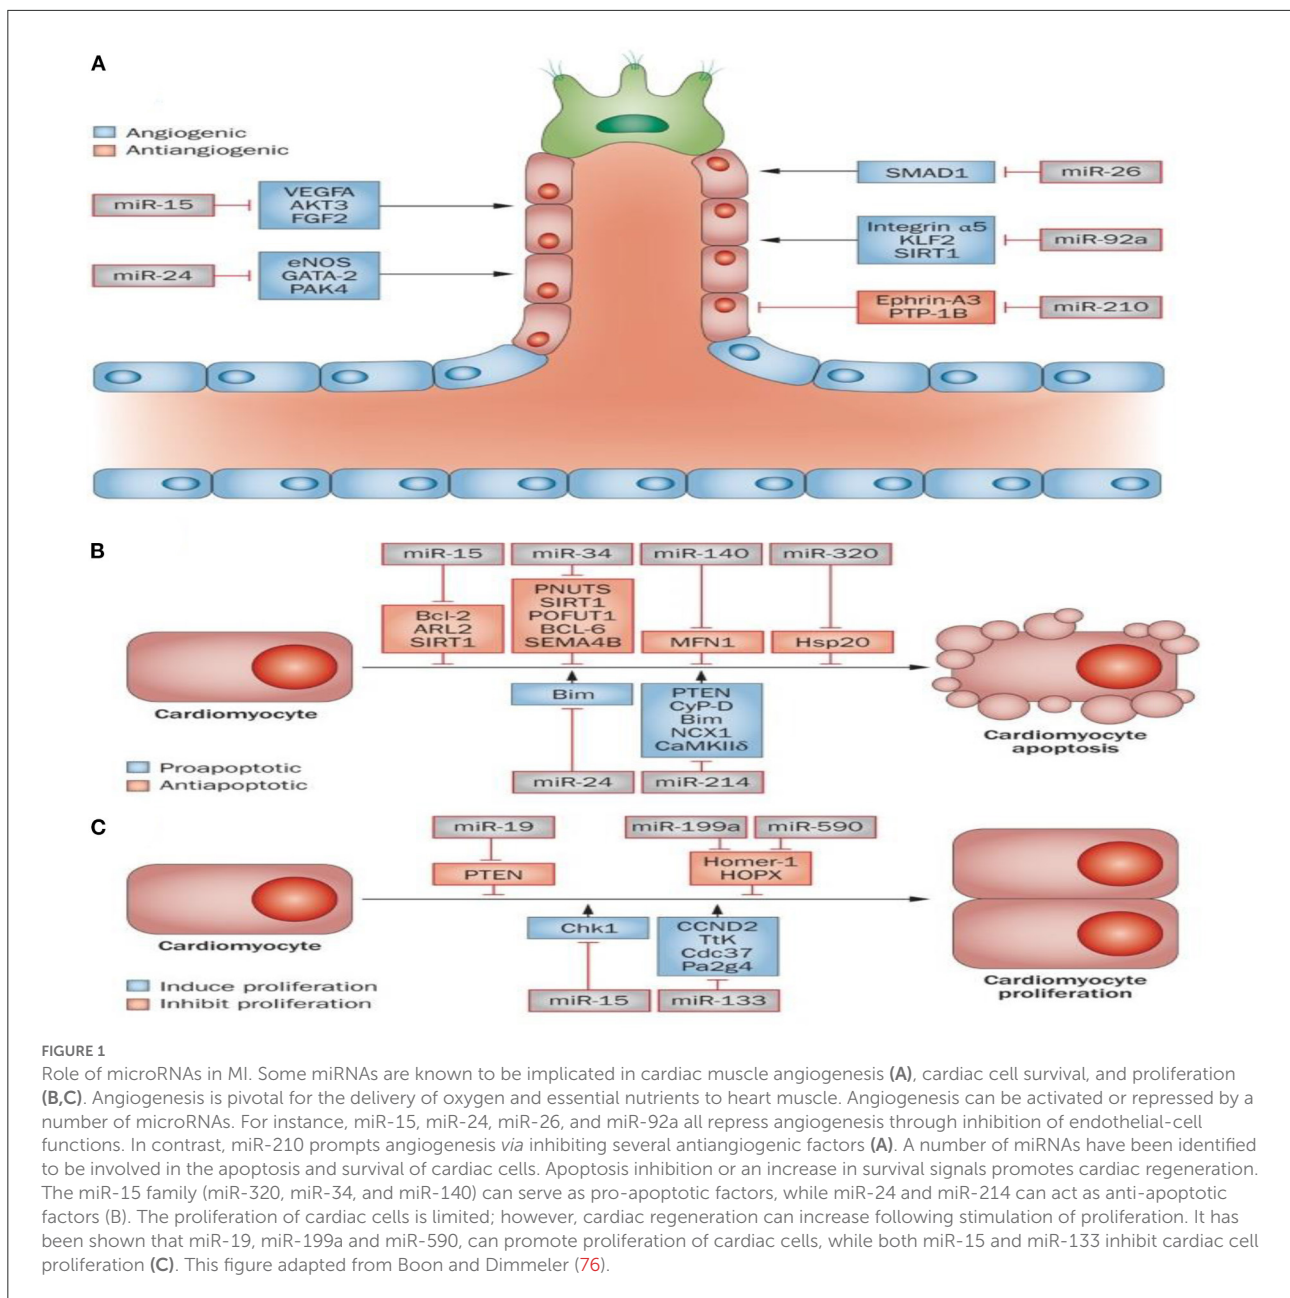 A
Angiogenic
Antiangiogenic
miR-15
VEGFA
AKT3
FGF2
miR-24
eNOS
GATA-2
PAK4
SMAD1
miR-26
Integrin α5
KLF2
SIRT1
miR-92a
Ephrin-A3
PTP-1B
miR-210
B
miR-15
miR-34
miR-140
miR-320
Bcl-2
ARL2
SIRT1
PNUTS
SIRT1
POFUT1
BCL-6
SEMA4B
MFN1
Hsp20
Cardiomyocyte
Bim
PTEN
CyP-D
Bim
NCX1
CaMKIIδ
miR-24
miR-214
Cardiomyocyte
apoptosis
Proapoptotic
Antiapoptotic
C
miR-19
miR-199a
miR-590
PTEN
Homer-1
HOPX
Cardiomyocyte
Chk1
CCND2
TtK
Cdc37
Pa2g4
miR-15
miR-133
Cardiomyocyte
proliferation
Induce proliferation
Inhibit proliferation
FIGURE 1
Role of microRNAs in MI. Some miRNAs are known to be implicated in cardiac muscle angiogenesis (A), cardiac cell survival, and proliferation
(B,C). Angiogenesis is pivotal for the delivery of oxygen and essential nutrients to heart muscle. Angiogenesis can be activated or repressed by a
number of microRNAs. For instance, miR-15, miR-24, miR-26, and miR-92a all repress angiogenesis through inhibition of endothelial-cell
functions. In contrast, miR-210 prompts angiogenesis via inhibiting several antiangiogenic factors (A). A number of miRNAs have been identified
to be involved in the apoptosis and survival of cardiac cells. Apoptosis inhibition or an increase in survival signals promotes cardiac regeneration.
The miR-15 family (miR-320, miR-34, and miR-140) can serve as pro-apoptotic factors, while miR-24 and miR-214 can act as anti-apoptotic
factors (B). The proliferation of cardiac cells is limited; however, cardiac regeneration can increase following stimulation of proliferation. It has
been shown that miR-19, miR-199a and miR-590, can promote proliferation of cardiac cells, while both miR-15 and miR-133 inhibit cardiac cell
proliferation (C). This figure adapted from Boon and Dimmeler (76).